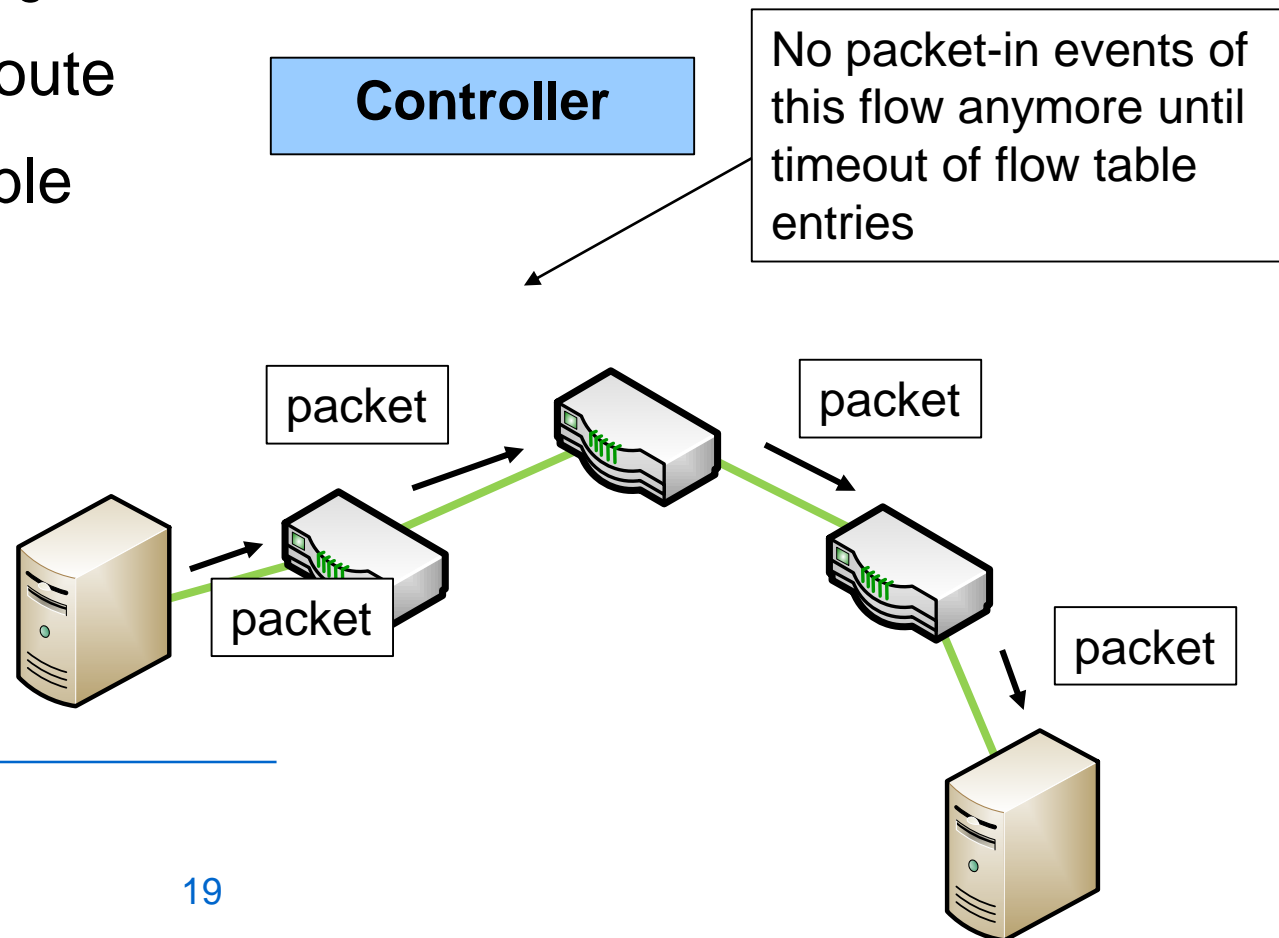 oute
ble
Controller
No packet-in events of
this flow anymore until
timeout of flow table
entries
packet
packet
packet
packet
19